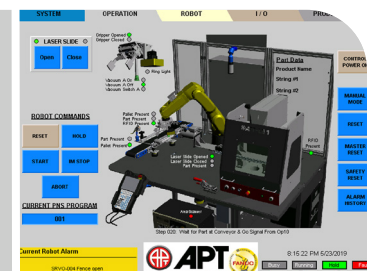 SYSTEM OPERATION ROBOT I / O
LASER SLIDE
Open Close
Gripper Opened
Gripper Closed
Ring Light
Vacuum A On
Vacuum A Off
Vacuum Switch A
Part Data
Product Name
String #1
String #2
CONTROL
POWER ON
MANUAL
MODE
RESET
MASTER
RESET
SAFETY
RESET
ALARM
HISTORY
ROBOT COMMANDS
RESET HOLD
START IM STOP
ABORT
CURRENT PNS PROGRAM
001
Pallet Present
Part Present
RFID Present
Part Present
Pallet Present
Laser Slide Opened
Laser Slide Closed
Part Present
RFID
Present
Area Scanner
Step 020: Wait for Part at Conveyor & Go Signal From Op10
Current Robot Alarm
SRVO-004 Fence open
APT
FANUC
8:15:22 PM 5/23/2019
Busy Running Held